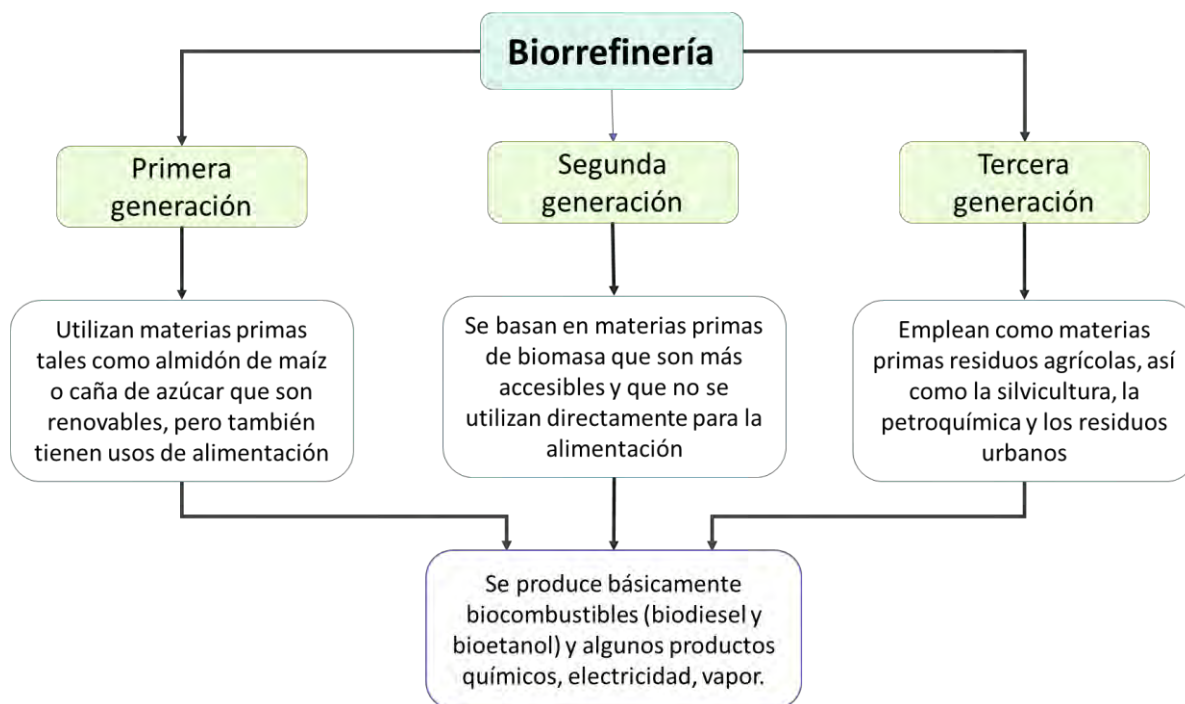 Biorrefinería
Primera
generación
Segunda
generación
Tercera
generación
Utilizan materias primas
tales como almidón de maíz
o caña de azúcar que son
renovables, pero también
tienen usos de alimentación
Se basan en materias primas
de biomasa que son más
accesibles y que no se
utilizan directamente para la
alimentación
Emplean como materias
primas residuos agrícolas, así
como la silvicultura, la
petroquímica y los residuos
urbanos
Se produce básicamente
biocombustibles (biodiesel y
bioetanol) y algunos productos
químicos, electricidad, vapor.